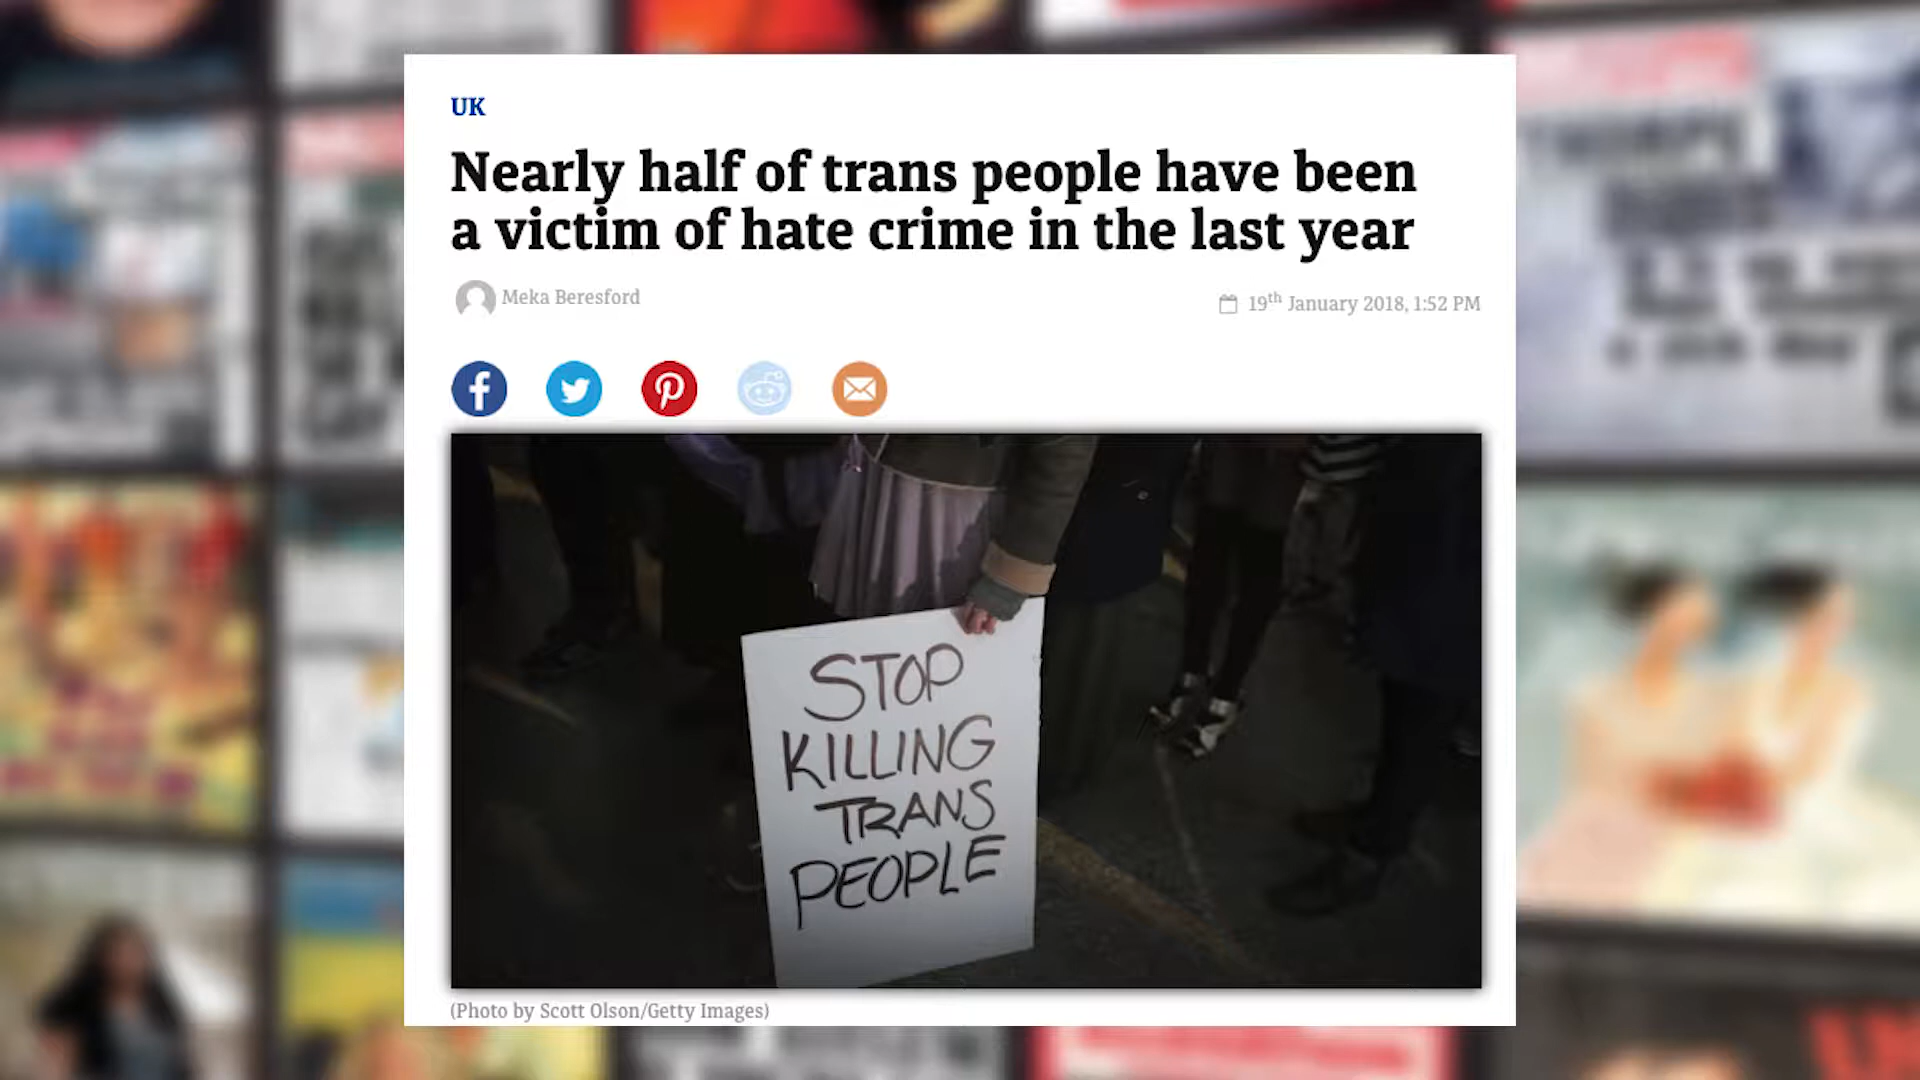 UK
Nearly half of trans people have been
a victim of hate crime in the last year
Meka Beresford
19th January 2018, 1:52 PM
STOP
KILLING
TRANS
PEOPLE
(Photo by Scott Olson/Getty Images)